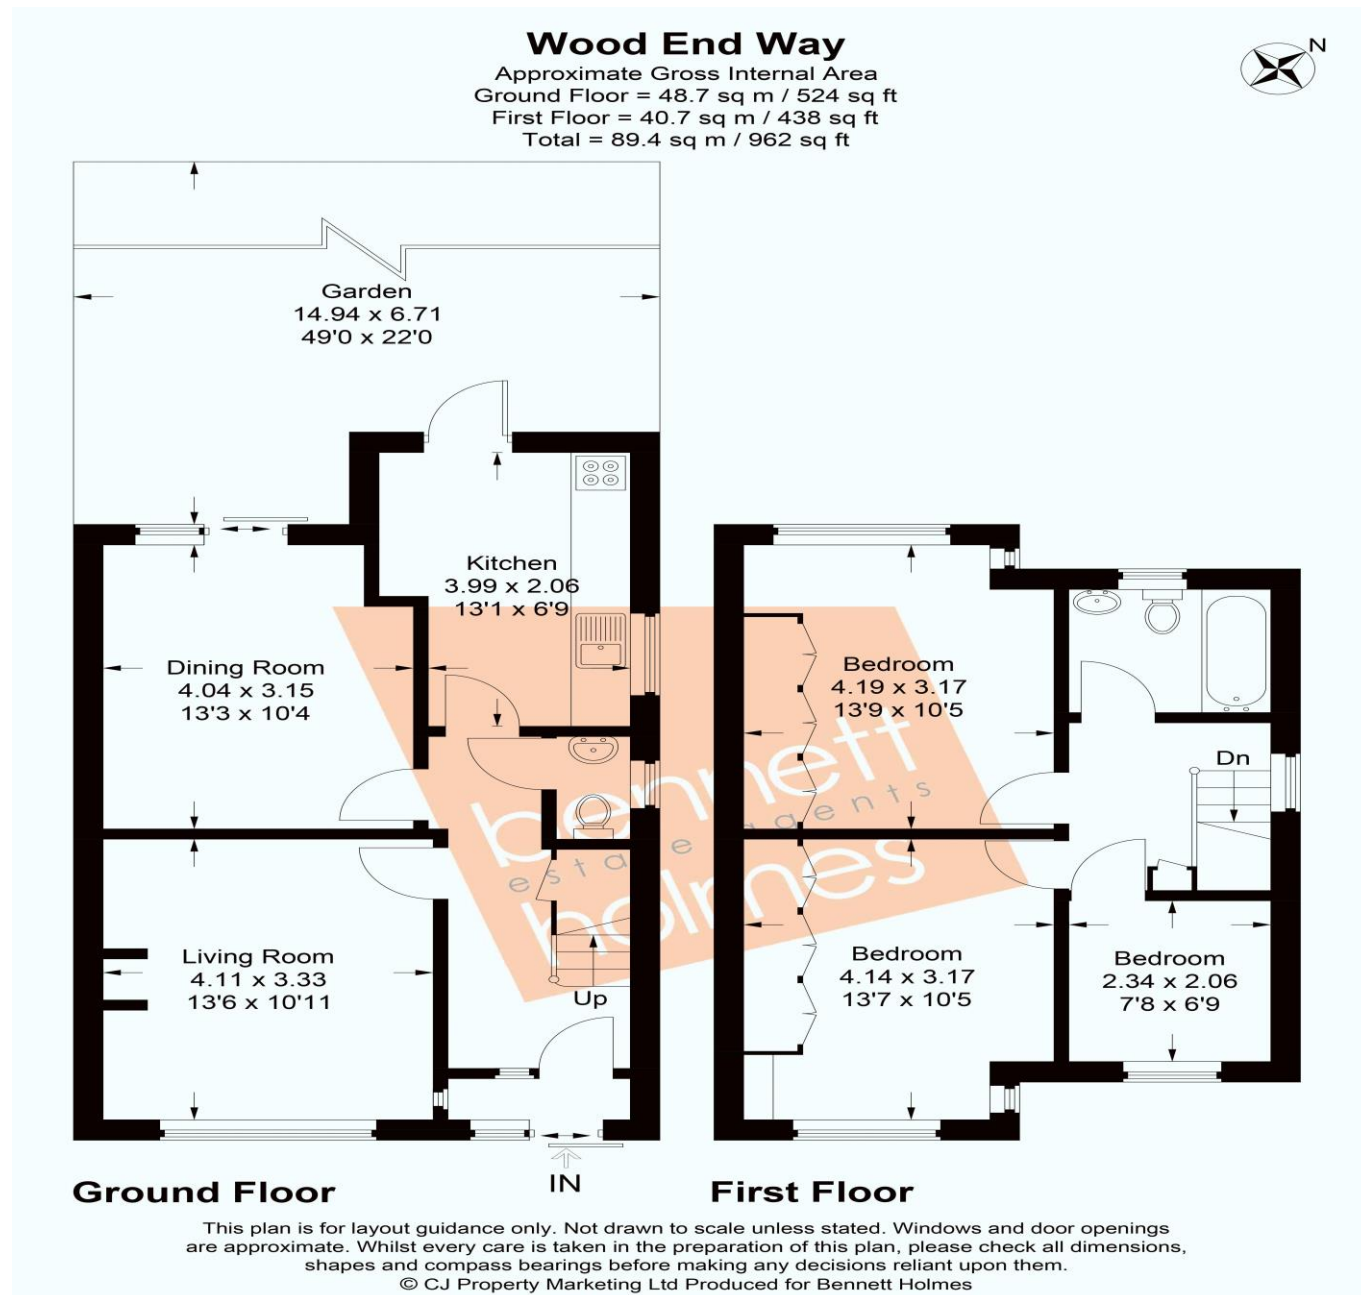 Wood End Way
Approximate Gross Internal Area
Ground Floor = 48.7 sq m / 524 sq ft
First Floor = 40.7 sq m / 438 sq ft
Total = 89.4 sq m / 962 sq ft
N
Garden
14.94 x 6.71
49'0 x 22'0
Kitchen
3.99 x 2.06
13'1 x 6'9
Dining Room
4.04 x 3.15
13'3 x 10'4
Living Room
4.11 x 3.33
13'6 x 10'11
Up
IN
Bedroom
4.19 x 3.17
13'9 x 10'5
Dn
Bedroom
4.14 x 3.17
13'7 x 10'5
Bedroom
2.34 x 2.06
7'8 x 6'9
bennett
estate agents
holmes
Ground Floor
First Floor
This plan is for layout guidance only. Not drawn to scale unless stated. Windows and door openings
are approximate. Whilst every care is taken in the preparation of this plan, please check all dimensions,
shapes and compass bearings before making any decisions reliant upon them.
© CJ Property Marketing Ltd Produced for Bennett Holmes